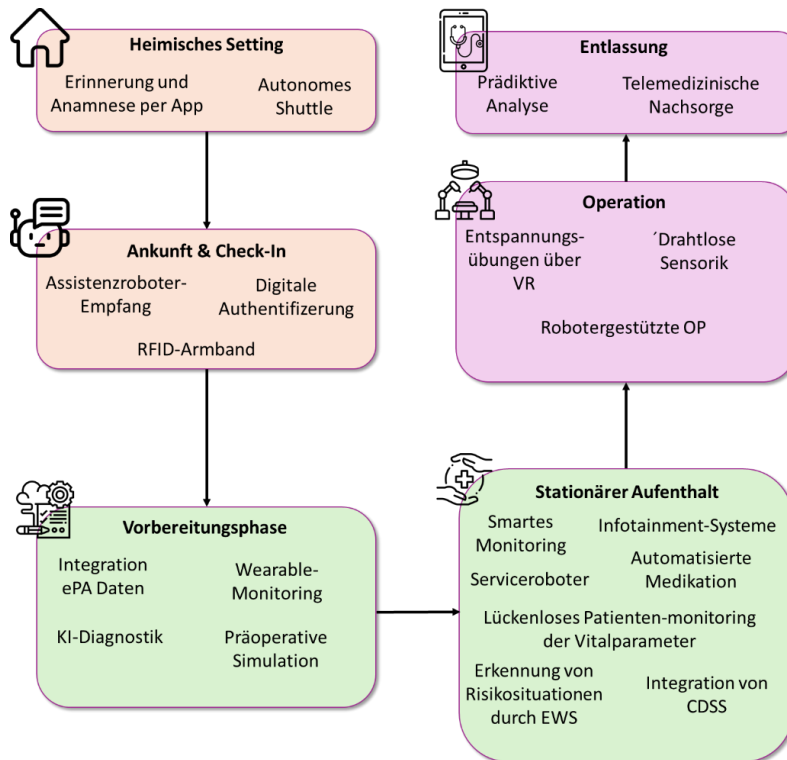 Heimisches Setting
Erinnerung und
Anamnese per App
Autonomes
Shuttle
Ankunft & Check-In
Assistenzroboter-
Empfang
Digitale
Authentifizerung
RFID-Armband
Vorbereitungsphase
Integration
ePA Daten
Wearable-
Monitoring
KI-Diagnostik
Präoperative
Simulation
Stationärer Aufenthalt
Smartes
Monitoring
Infotainment-Systeme
Serviceroboter
Automatisierte
Medikation
Lückenloses Patienten-monitoring
der Vitalparameter
Erkennung von
Risikosituationen
durch EWS
Integration von
CDSS
Operation
Entspannungs-
übungen über
VR
´Drahtlose
Sensorik
Robotergestützte OP
Entlassung
Prädiktive
Analyse
Telemedizinische
Nachsorge